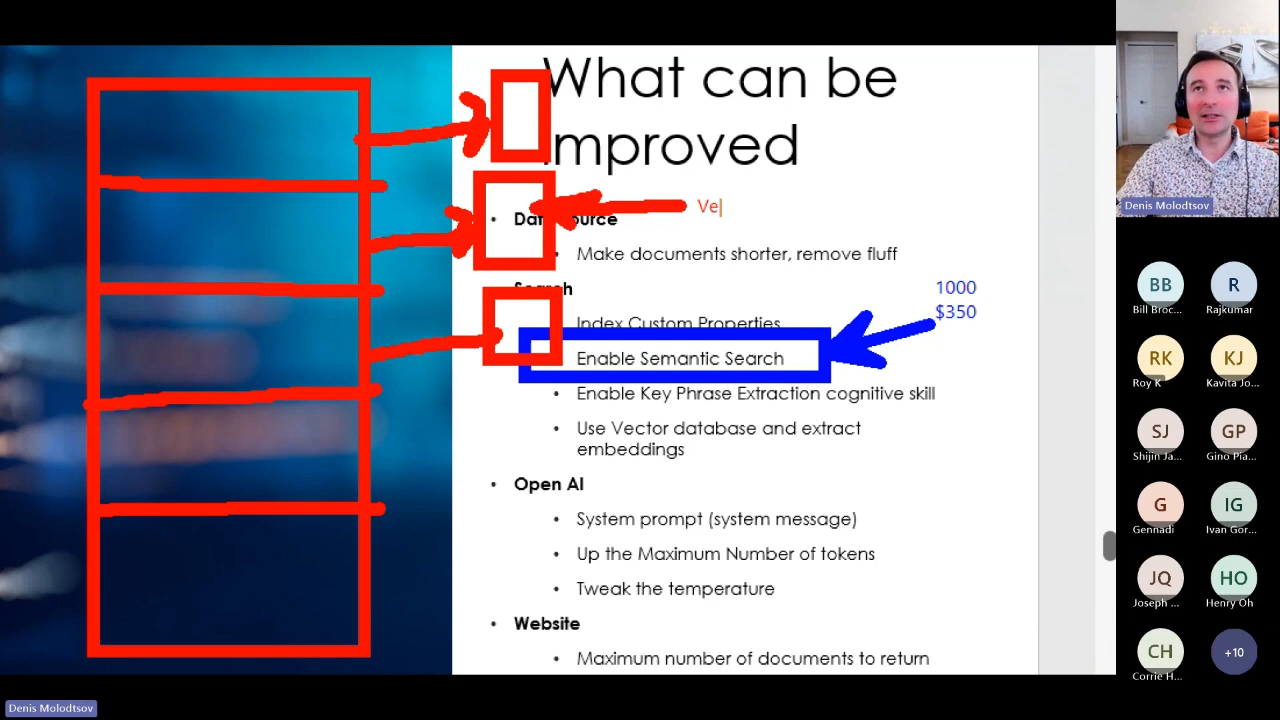 What can be
improved
Ve
Data Source
Make documents shorter, remove fluff
1000
$350
Search
Index Custom Properties
Enable Semantic Search
Enable Key Phrase Extraction cognitive skill
Use Vector database and extract
embeddings
Open AI
System prompt (system message)
Up the Maximum Number of tokens
Tweak the temperature
Website
Maximum number of documents to return
Denis Molodtsov
BB
Bill Broc...
R
Rajkumar
RK
Roy K
KJ
Kavita Jo...
SJ
Shijin Ja...
GP
Gino Pia...
G
Gennadi
IG
Ivan Gor...
JQ
Joseph ...
HO
Henry Oh
CH
Corrie H...
+10
Denis Molodtsov